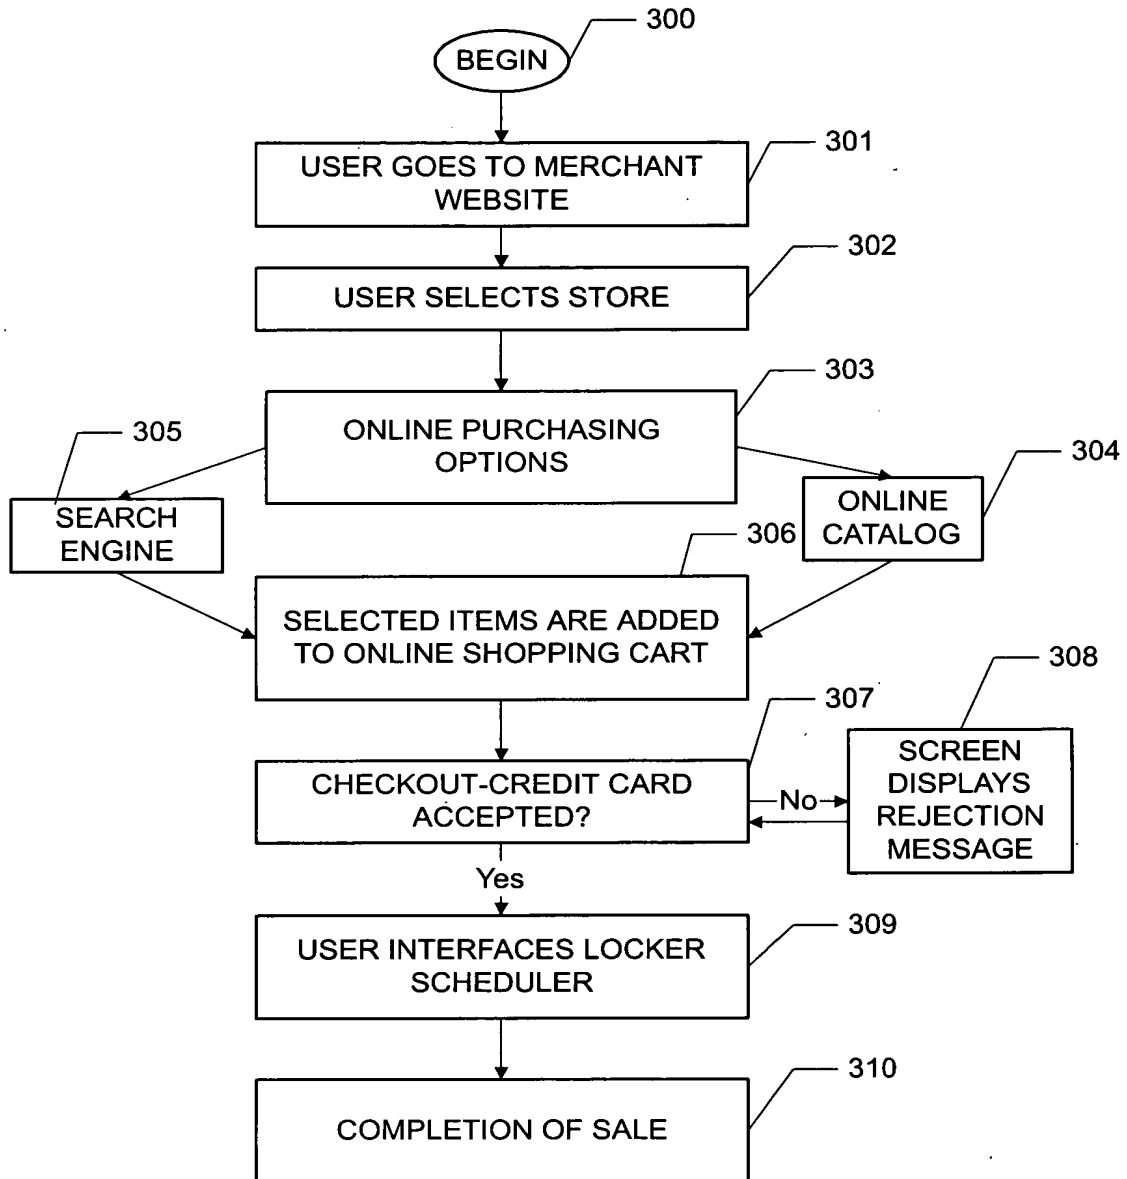 300
BEGIN
301
USER GOES TO MERCHANT
WEBSITE
302
USER SELECTS STORE
303
ONLINE PURCHASING
OPTIONS
305
SEARCH
ENGINE
304
ONLINE
CATALOG
306
SELECTED ITEMS ARE ADDED
TO ONLINE SHOPPING CART
307
CHECKOUT-CREDIT CARD
ACCEPTED?
No
308
SCREEN
DISPLAYS
REJECTION
MESSAGE
Yes
309
USER INTERFACES LOCKER
SCHEDULER
310
COMPLETION OF SALE